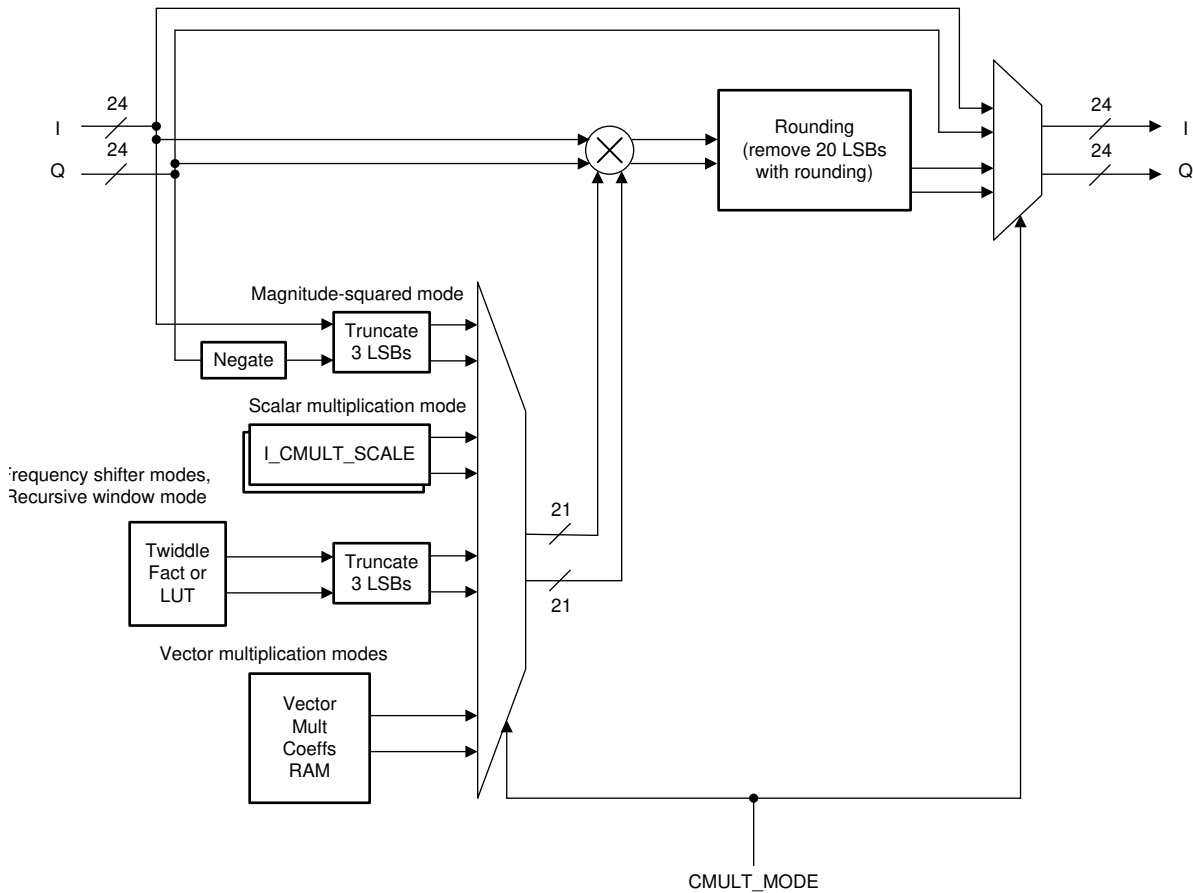 24
I
24
Q
Rounding
(remove 20 LSBs
with rounding)
24
I
24
Q
Magnitude-squared mode
Truncate
3 LSBs
Negate
Scalar multiplication mode
I_CMULT_SCALE
Frequency shifter modes,
Recursive window mode
21
21
Twiddle
Fact or
LUT
Truncate
3 LSBs
Vector multiplication modes
Vector
Mult
Coeffs
RAM
CMULT_MODE